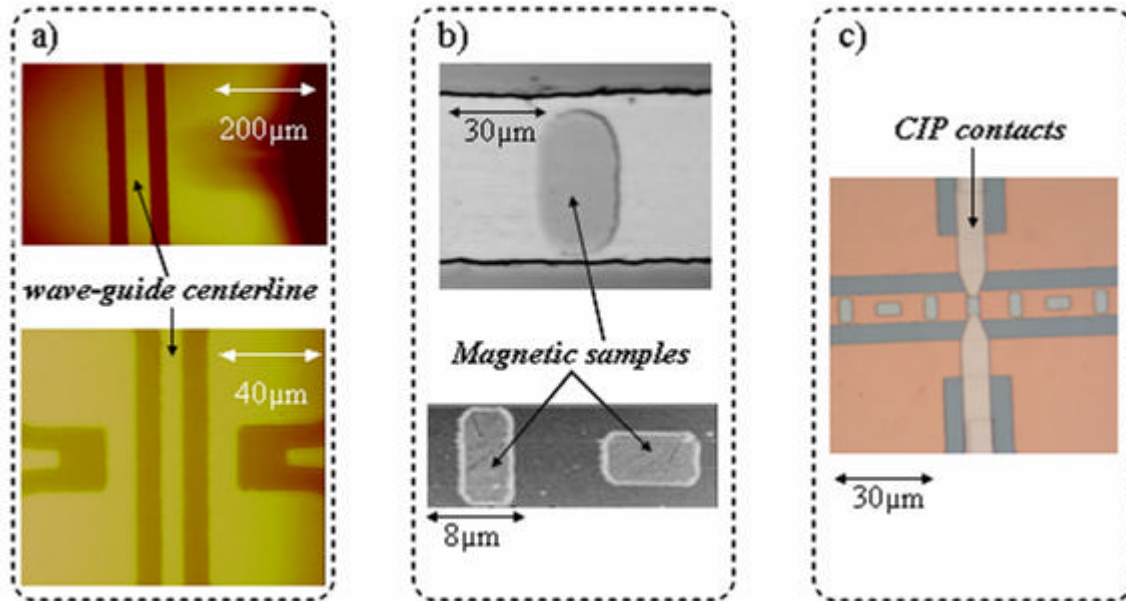 a)
200μm
wave-guide centerline
40μm
b)
30μm
Magnetic samples
8μm
c)
CIP contacts
30μm